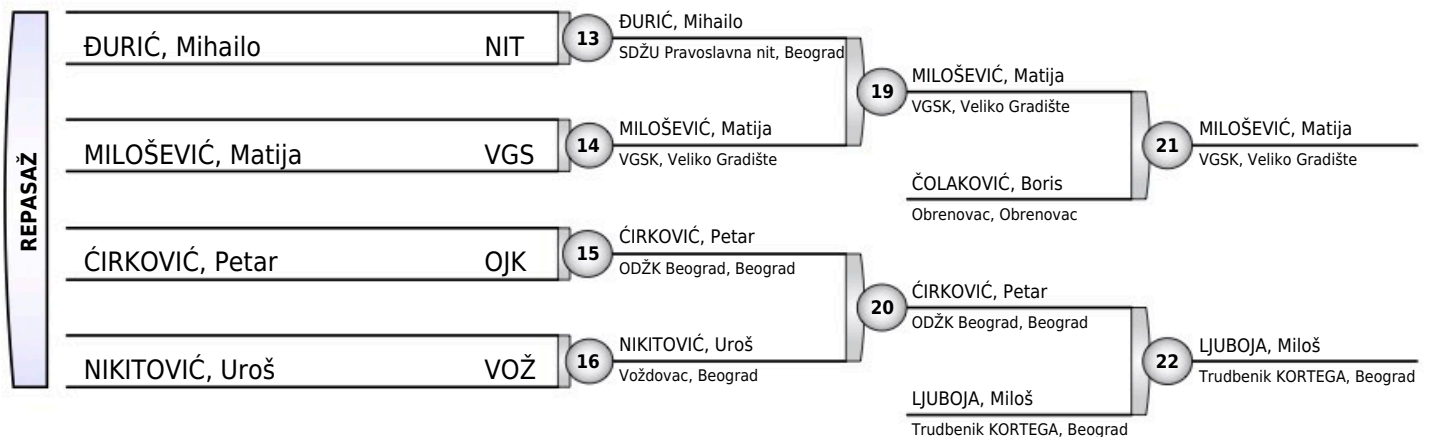 REPASAŽ
ĐURIĆ, Mihailo NIT
13
ĐURIĆ, Mihailo
SDŽU Pravoslavna nit, Beograd
MILOŠEVIĆ, Matija VGS
14
MILOŠEVIĆ, Matija
VGSK, Veliko Gradište
ĆIRKOVIĆ, Petar OJK
15
ĆIRKOVIĆ, Petar
ODŽK Beograd, Beograd
NIKITOVIĆ, Uroš VOŽ
16
NIKITOVIĆ, Uroš
Voždovac, Beograd
19
MILOŠEVIĆ, Matija
VGSK, Veliko Gradište
ČOLAKOVIĆ, Boris
Obrenovac, Obrenovac
20
ĆIRKOVIĆ, Petar
ODŽK Beograd, Beograd
LJUBOJA, Miloš
Trudbenik KORTEGA, Beograd
21
MILOŠEVIĆ, Matija
VGSK, Veliko Gradište
22
LJUBOJA, Miloš
Trudbenik KORTEGA, Beograd